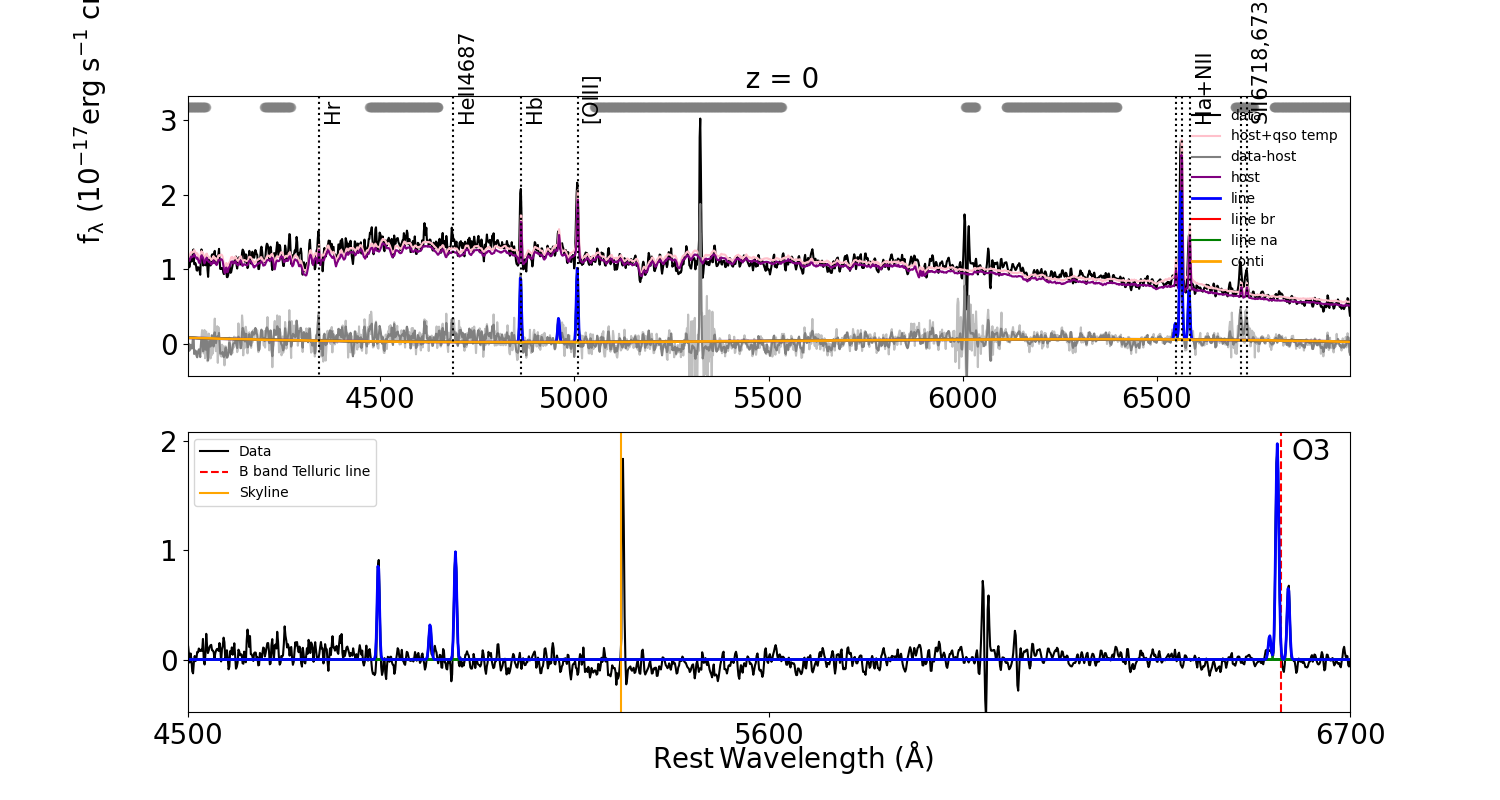 z = 0
f_λ (10^−17 erg s^−1
Hr
HeII4687
Hb
[OIII]
Ha+NII
SII6718,673
data
host+qso temp
data-host
host
line
line br
line na
conti
3
2
1
0
4500 5000 5500 6000 6500
Data
B band Telluric line
Skyline
O3
2
1
0
4500 5600 6700
Rest Wavelength (Å)